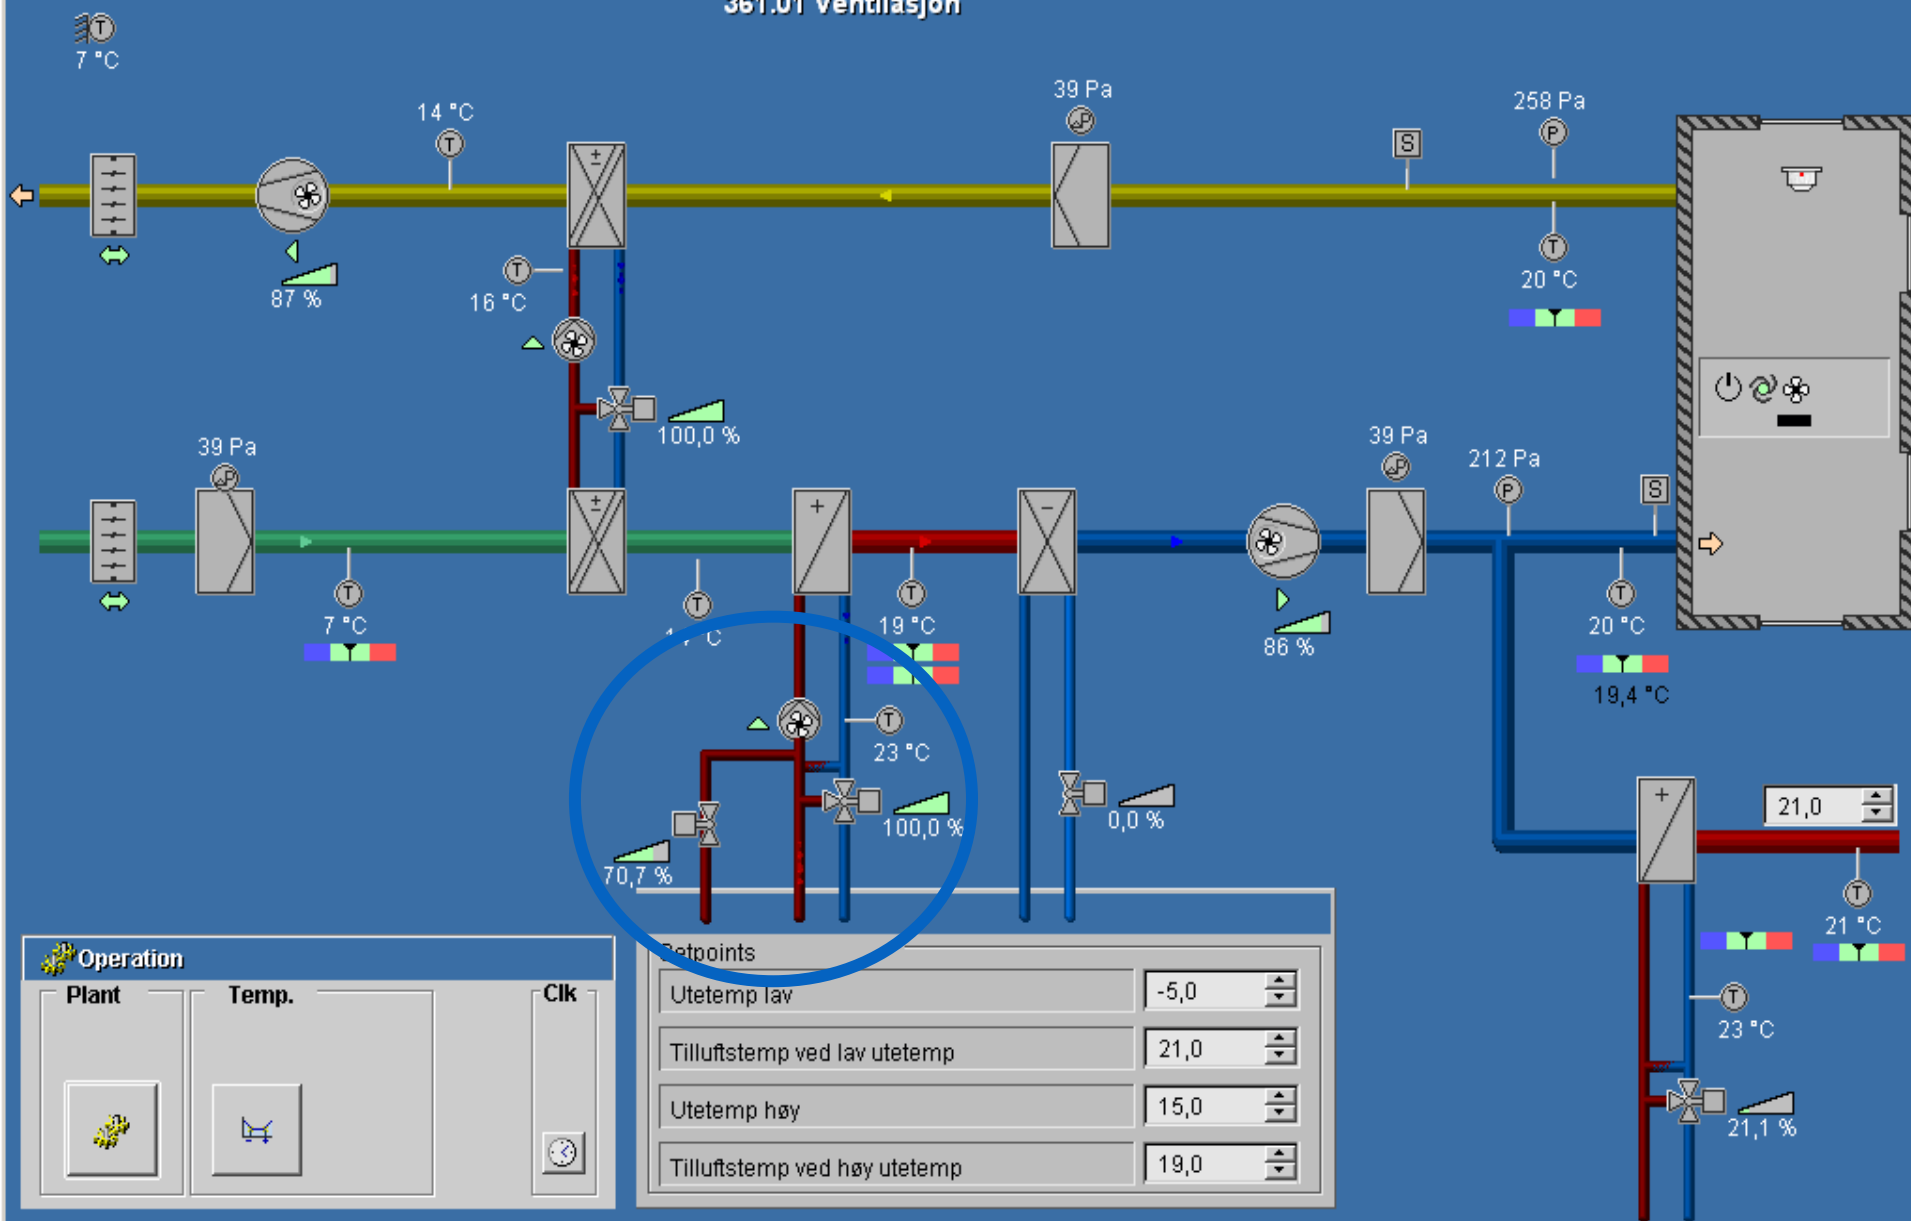 361.01 Ventilasjon
T
7 °C
14 °C
T
39 Pa
P
258 Pa
P
S
±
87 %
T
16 °C
T
20 °C
100,0 %
39 Pa
P
39 Pa
P
212 Pa
P
S
±
+
−
T
7 °C
T
°C
T
19 °C
86 %
T
20 °C
19,4 °C
T
23 °C
100,0 %
0,0 %
70,7 %
+
21,0
T
21 °C
T
23 °C
21,1 %
Operation
Plant
Temp.
Clk
Setpoints
Utetemp lav
-5,0
Tilluftstemp ved lav utetemp
21,0
Utetemp høy
15,0
Tilluftstemp ved høy utetemp
19,0